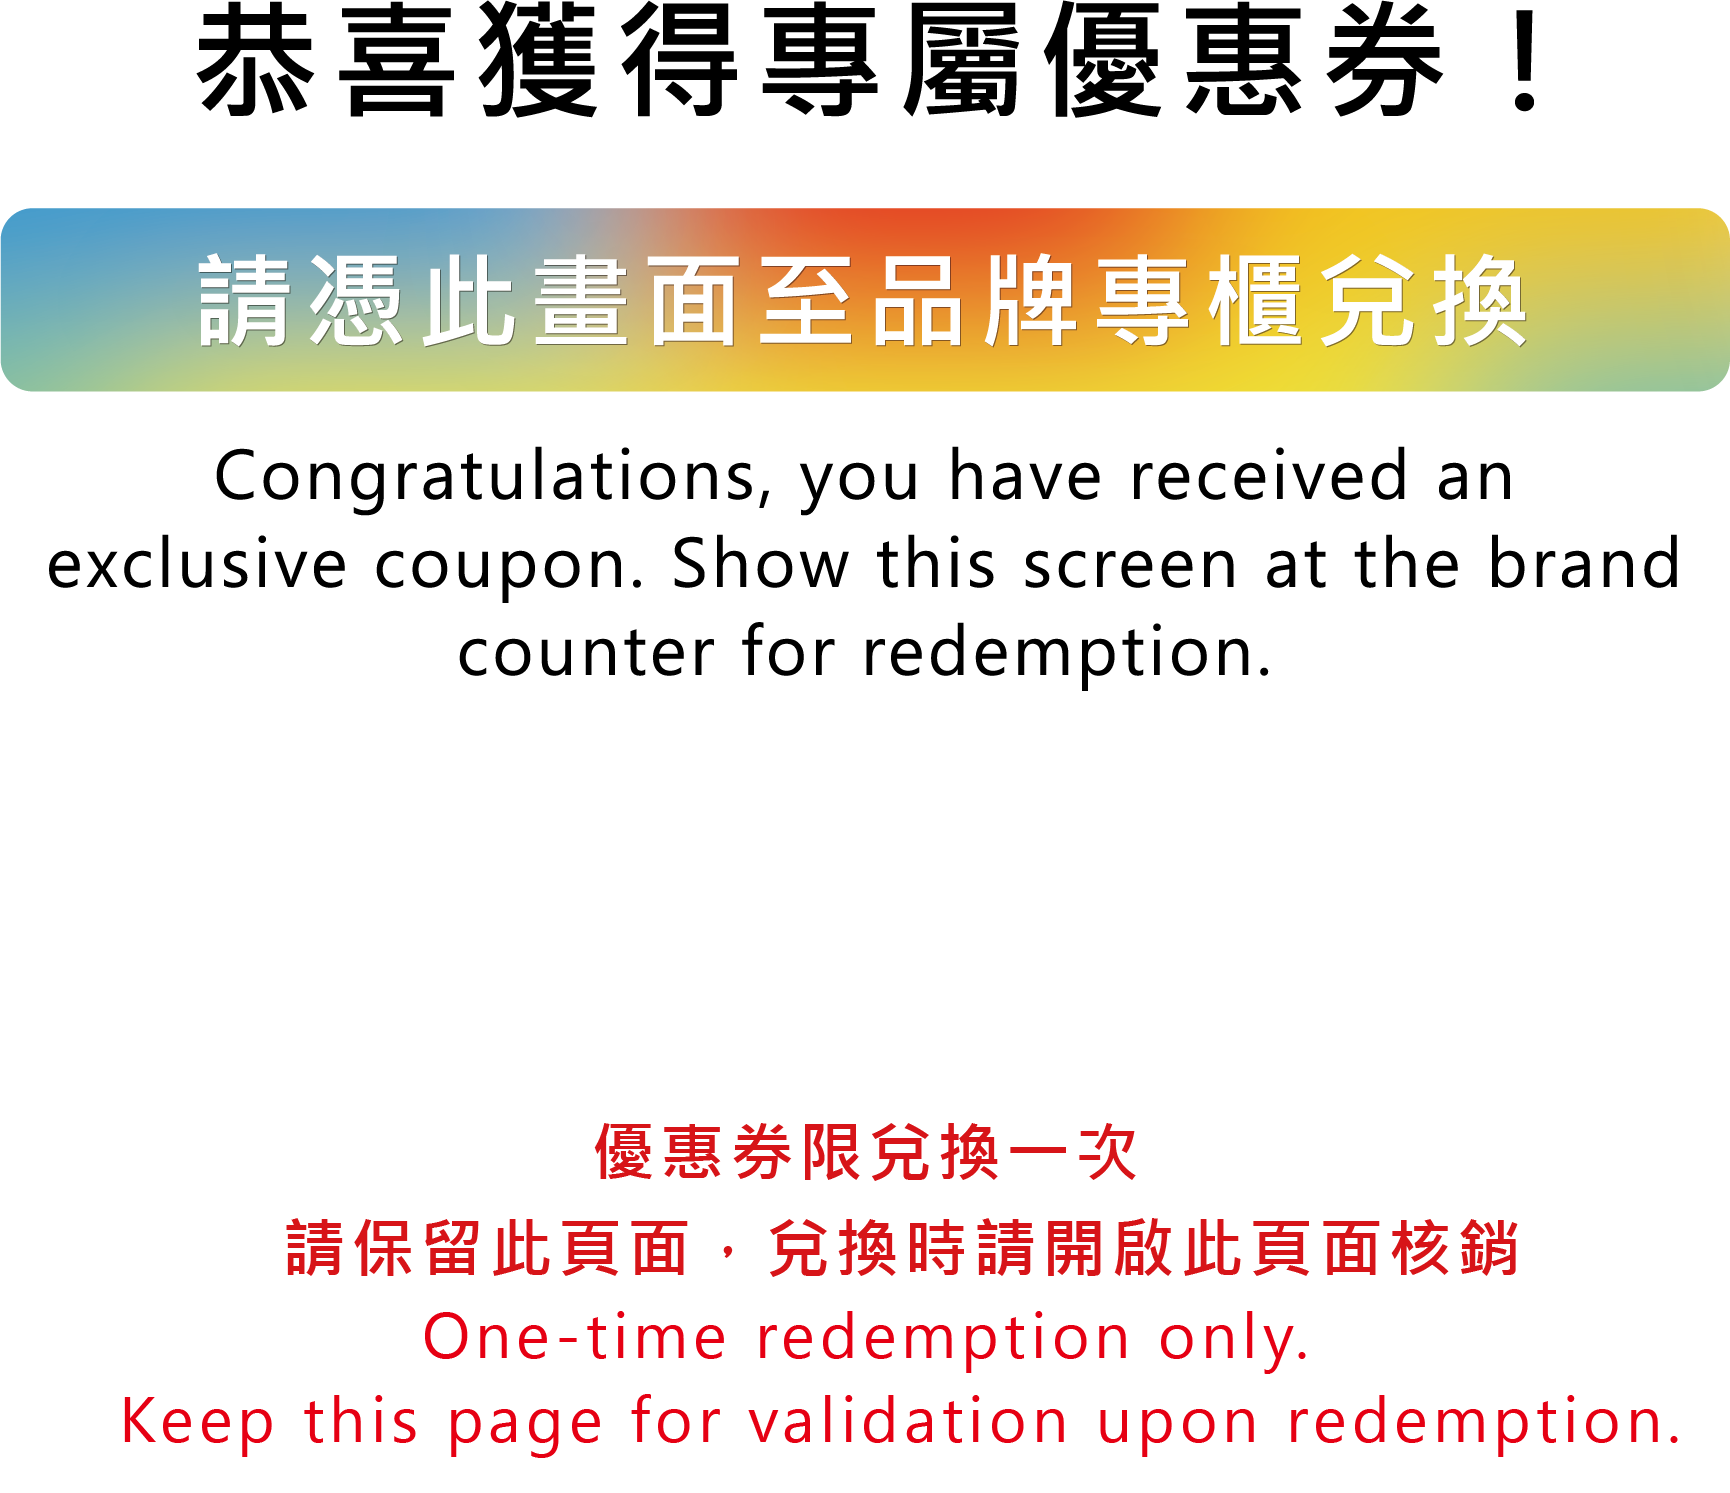 恭喜獲得專屬優惠券！
請憑此畫面至品牌專櫃兌換
Congratulations, you have received an
exclusive coupon. Show this screen at the brand
counter for redemption.
優惠券限兌換一次
請保留此頁面，兌換時請開啟此頁面核銷
One-time redemption only.
Keep this page for validation upon redemption.